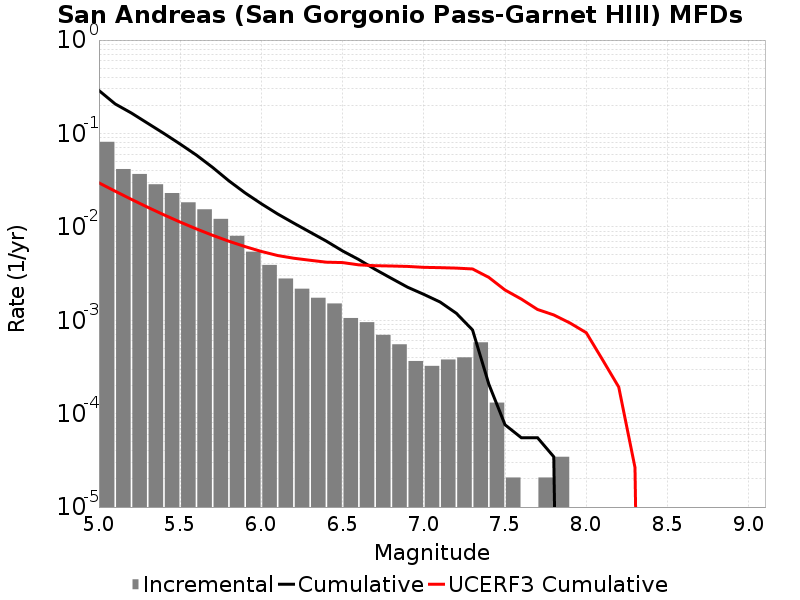 San Andreas (San Gorgonio Pass-Garnet HIll) MFDs
10^0
10^-1
10^-2
10^-3
10^-4
10^-5
Rate (1/yr)
5.0 5.5 6.0 6.5 7.0 7.5 8.0 8.5 9.0
Magnitude
Incremental Cumulative UCERF3 Cumulative